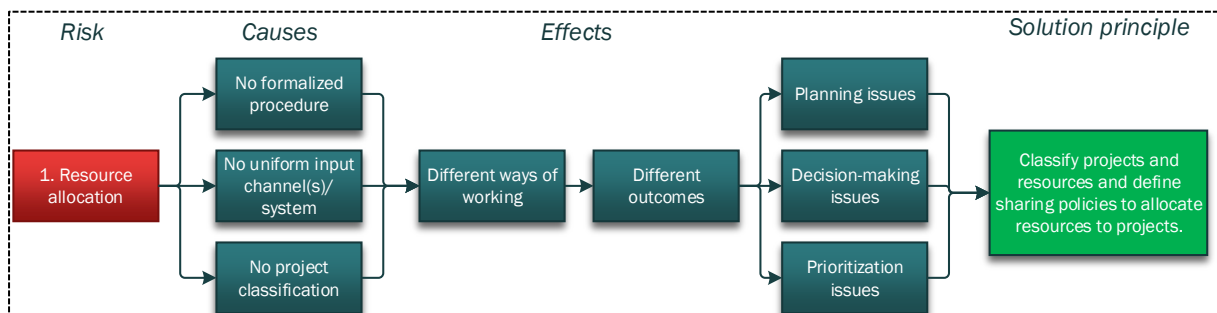 Risk
Causes
Effects
Solution principle
No formalized
procedure
Planning issues
1. Resource
allocation
No uniform input
channel(s)/
system
Different ways of
working
Different
outcomes
Decision-making
issues
Classify projects and
resources and define
sharing policies to allocate
resources to projects.
No project
classification
Prioritization
issues